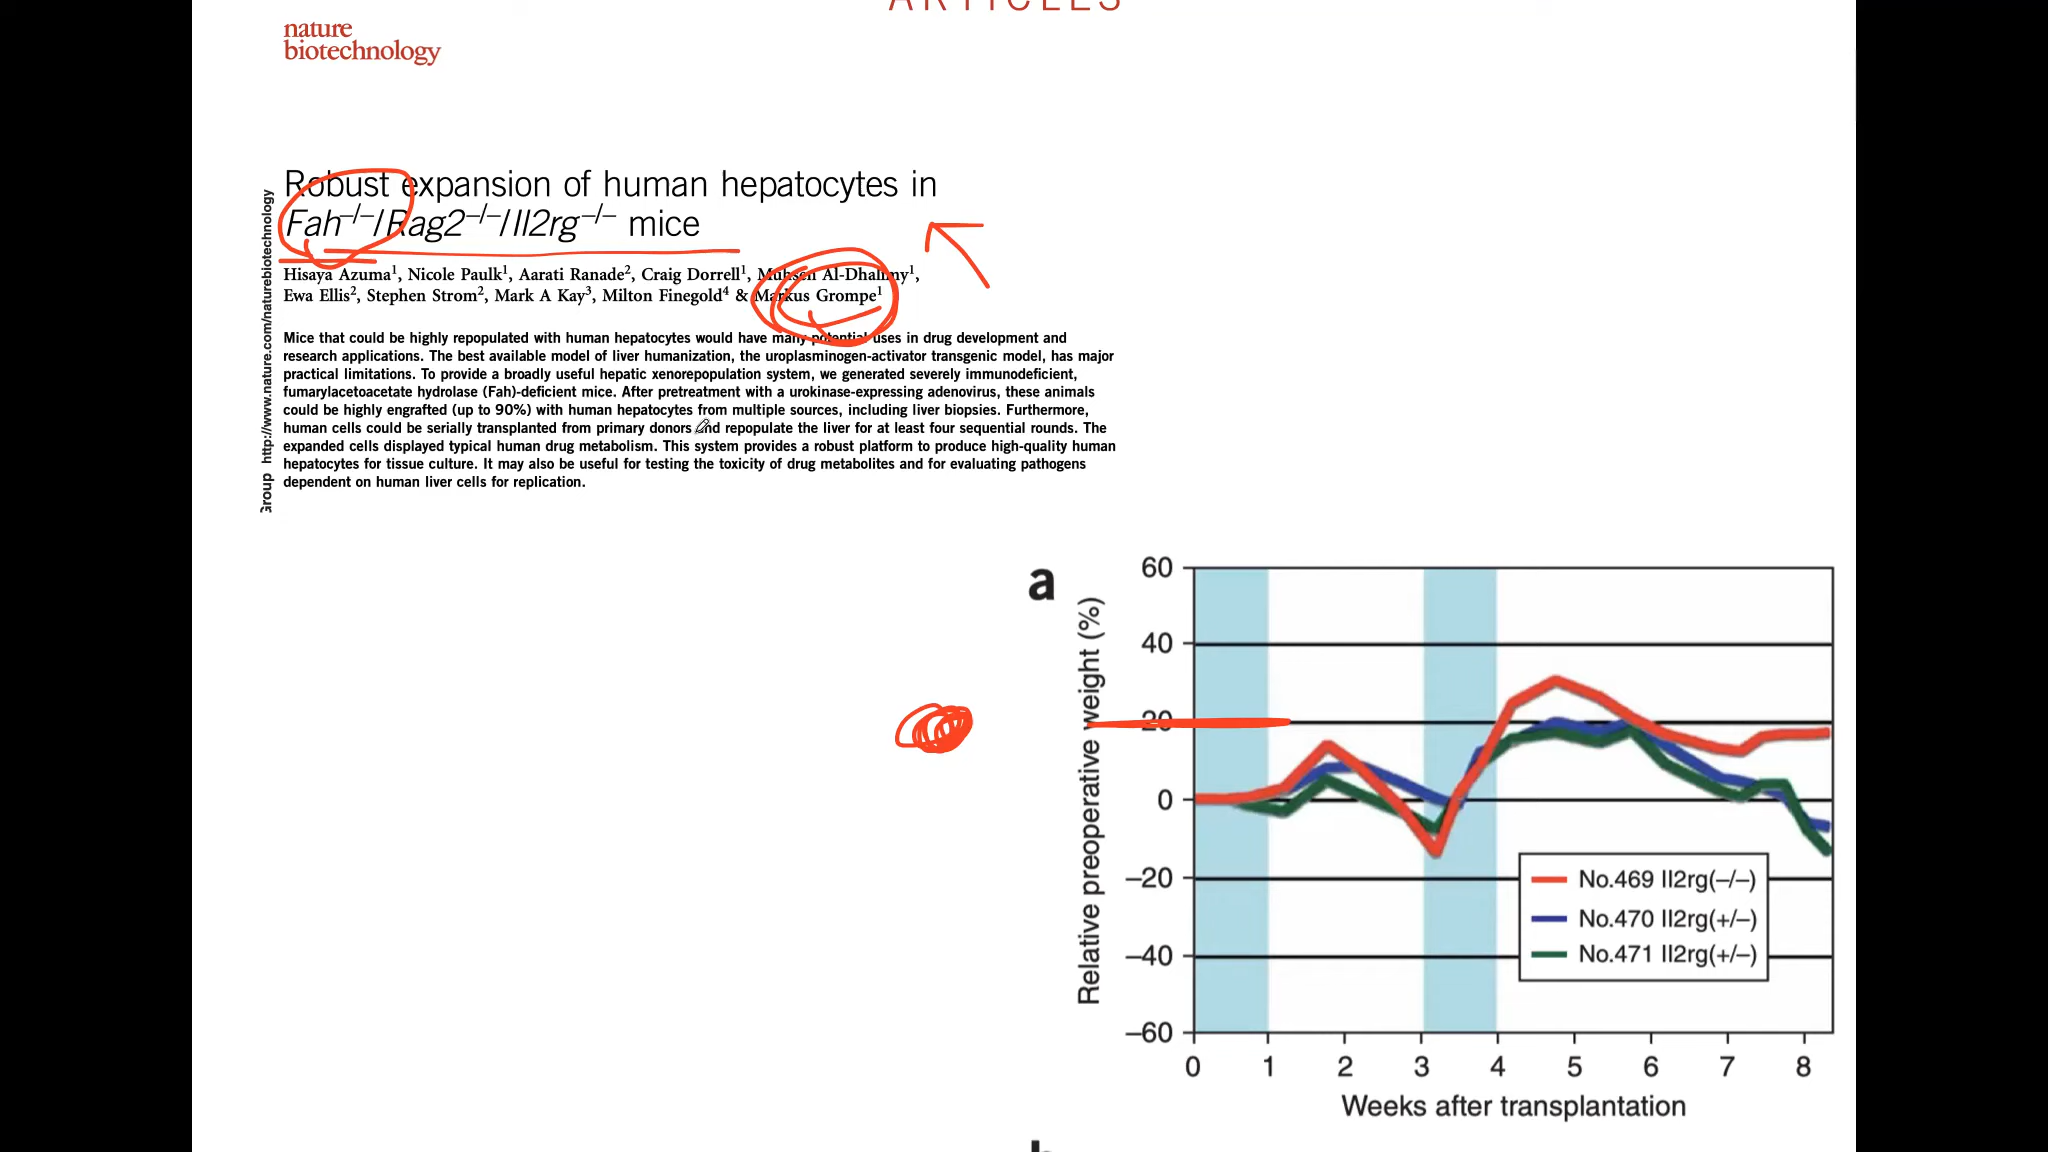 ARTICLES
nature
biotechnology
Robust expansion of human hepatocytes in
Fah–/–/Rag2–/–/Il2rg–/– mice
Hisaya Azuma1, Nicole Paulk1, Aarati Ranade2, Craig Dorrell1, Muhsen Al-Dhalimy1,
Ewa Ellis2, Stephen Strom2, Mark A Kay3, Milton Finegold4 & Markus Grompe1
Mice that could be highly repopulated with human hepatocytes would have many potential uses in drug development and
research applications. The best available model of liver humanization, the uroplasminogen-activator transgenic model, has major
practical limitations. To provide a broadly useful hepatic xenorepopulation system, we generated severely immunodeficient,
fumarylacetoacetate hydrolase (Fah)-deficient mice. After pretreatment with a urokinase-expressing adenovirus, these animals
could be highly engrafted (up to 90%) with human hepatocytes from multiple sources, including liver biopsies. Furthermore,
human cells could be serially transplanted from primary donors and repopulate the liver for at least four sequential rounds. The
expanded cells displayed typical human drug metabolism. This system provides a robust platform to produce high-quality human
hepatocytes for tissue culture. It may also be useful for testing the toxicity of drug metabolites and for evaluating pathogens
dependent on human liver cells for replication.
Group http://www.nature.com/naturebiotechnology
a
Relative preoperative weight (%)
60
40
20
0
–20
–40
–60
No.469 Il2rg(–/–)
No.470 Il2rg(+/–)
No.471 Il2rg(+/–)
0 1 2 3 4 5 6 7 8
Weeks after transplantation